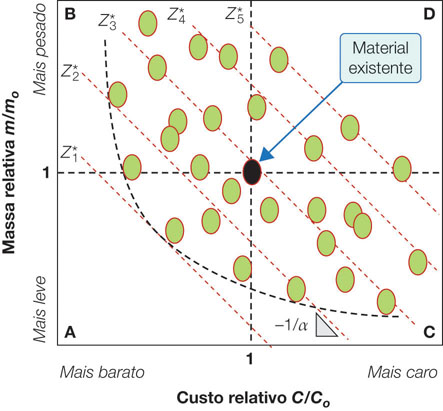 B
D
Z*3
Z*4
Z*5
Z*2
Z*1
Material
existente
Mais pesado
Massa relativa m/mo
1
Mais leve
A
C
−1/α
1
Mais barato
Mais caro
Custo relativo C/Co